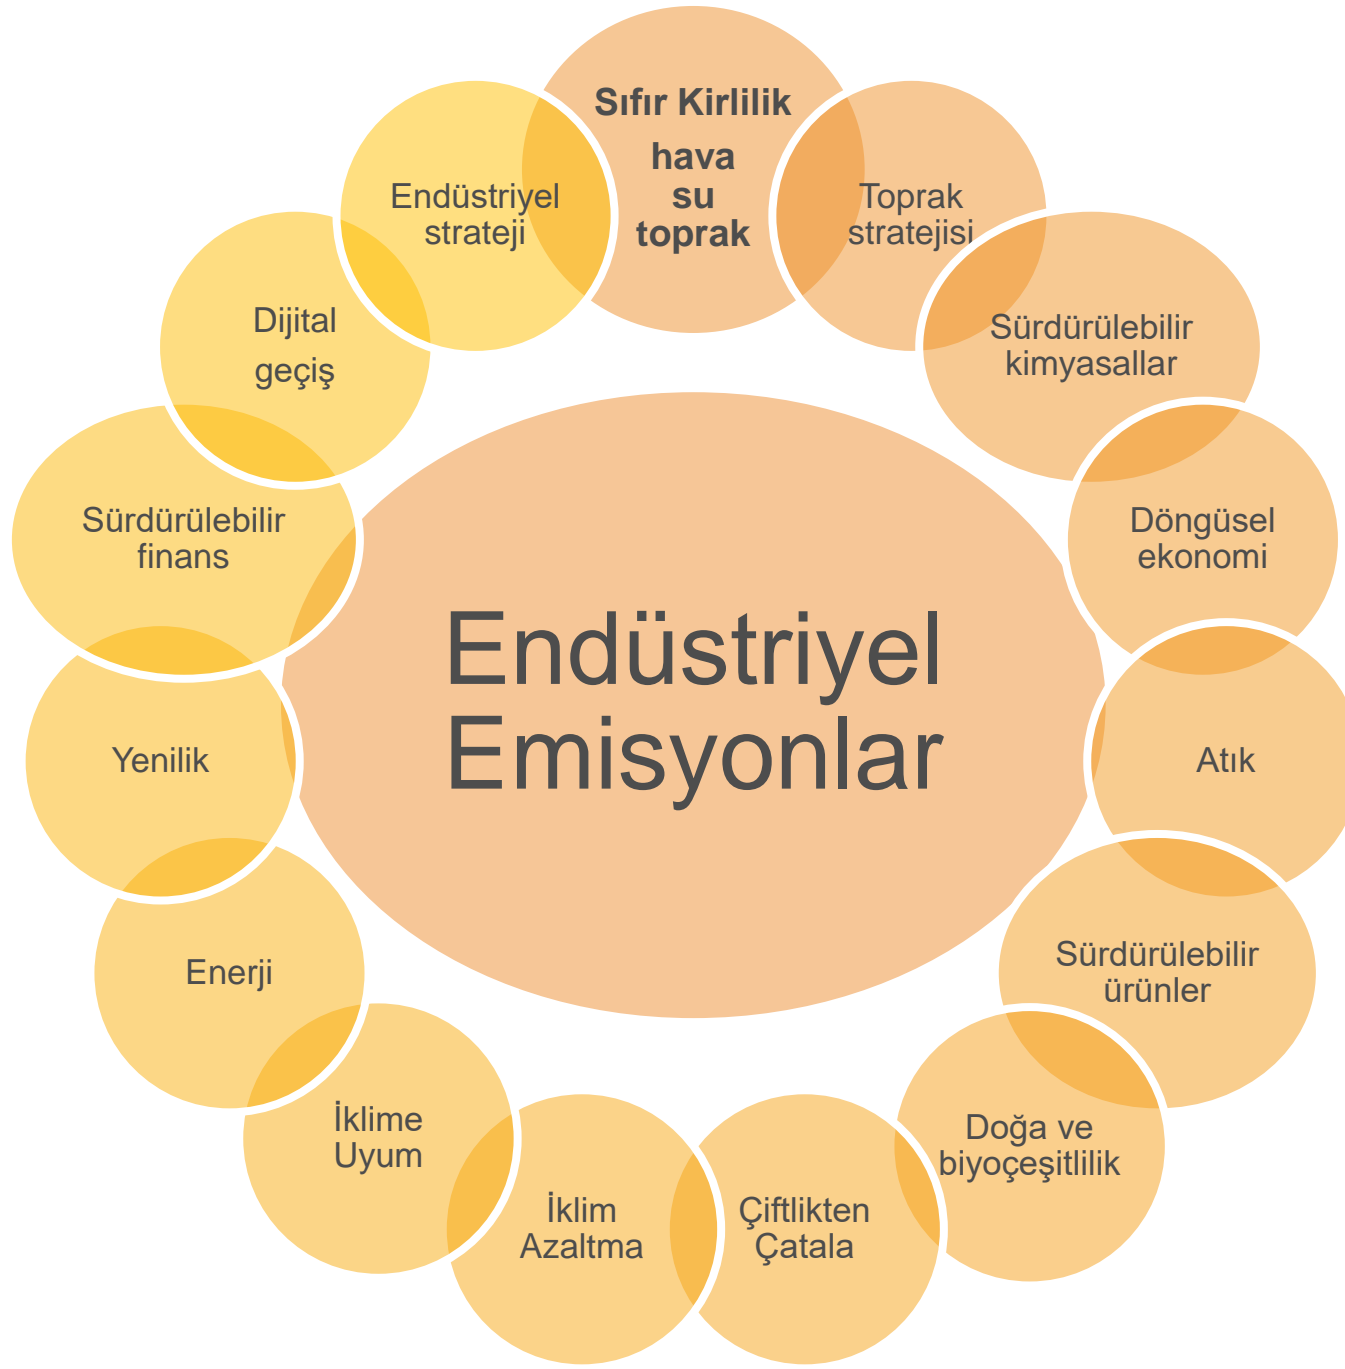 Sıfır Kirlilik
hava
su
toprak
Toprak
stratejisi
Sürdürülebilir
kimyasallar
Döngüsel
ekonomi
Atık
Sürdürülebilir
ürünler
Doğa ve
biyoçeşitlilik
Çiftlikten
Çatala
İklim
Azaltma
İklime
Uyum
Enerji
Yenilik
Sürdürülebilir
finans
Dijital
geçiş
Endüstriyel
strateji
Endüstriyel
Emisyonlar